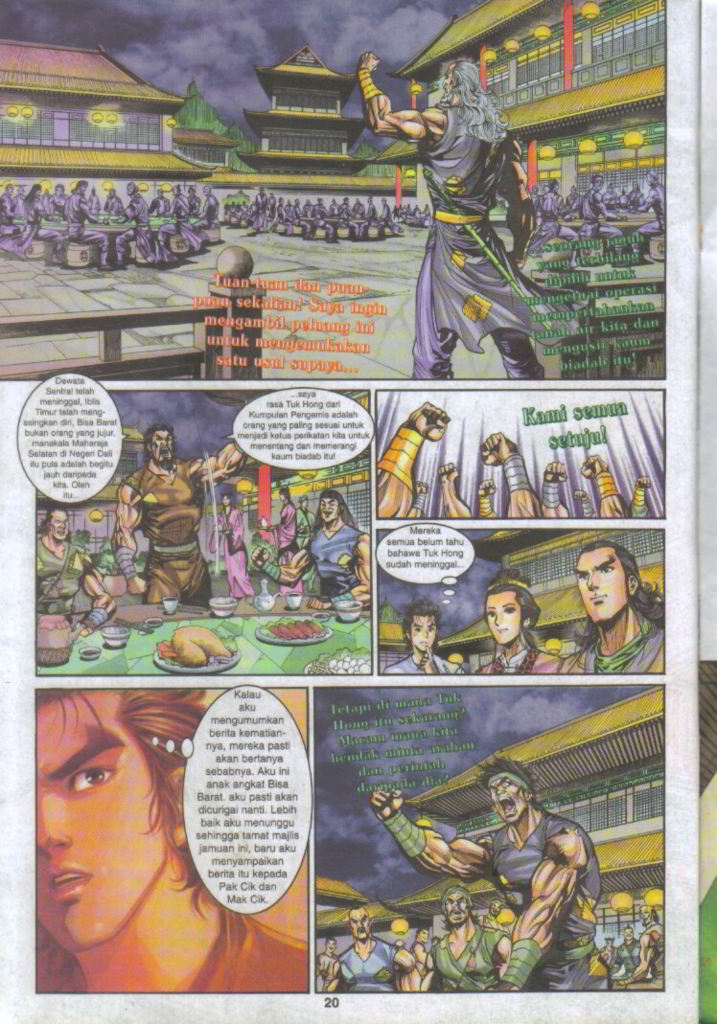 Tuan-tuan dan puan-
puan sekalian! Saya ingin
mengambil peluang ini
untuk mengemukakan
satu usul supaya...
Seorang tokoh
yang terbilang
dipilih untuk
mengetuai operasi
mempertahankan
tanah air kita dan
mengusir kaum
biadab itu!
Dewata
Sentral telah
meninggal, Iblis
Timur telah meng-
asingkan diri, Bisa Barat
bukan orang yang jujur,
manakala Maharaja
Selatan di Negeri Dali
itu pula adalah begitu
jauh daripada
kita. Oleh
itu...
...saya
rasa Tuk Hong dari
Kumpulan Pengemis adalah
orang yang paling sesuai untuk
menjadi ketua perikatan kita untuk
menentang dan memerangi
kaum biadab itu!
Kami semua
setuju!
Mereka
semua belum tahu
bahawa Tuk Hong
sudah meninggal...
Kalau
aku
mengumumkan
berita kematian-
nya, mereka pasti
akan bertanya
sebabnya. Aku ini
anak angkat Bisa
Barat. aku pasti akan
dicurigai nanti. Lebih
baik aku menunggu
sehingga tamat majlis
jamuan ini, baru aku
menyampaikan
berita itu kepada
Pak Cik dan
Mak Cik.
Tetapi di mana Tuk
Hong itu sekarang?
Macam mana kita
hendak minta arahan
dan perintah
daripada dia?
20